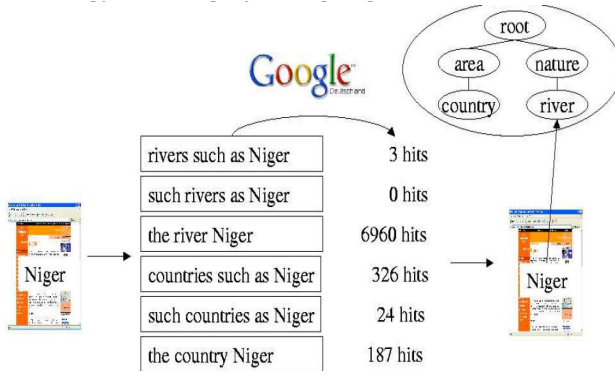 root
area nature
country river
Google
Deutschland
rivers such as Niger 3 hits
such rivers as Niger 0 hits
the river Niger 6960 hits
countries such as Niger 326 hits
such countries as Niger 24 hits
the country Niger 187 hits
Niger
Niger